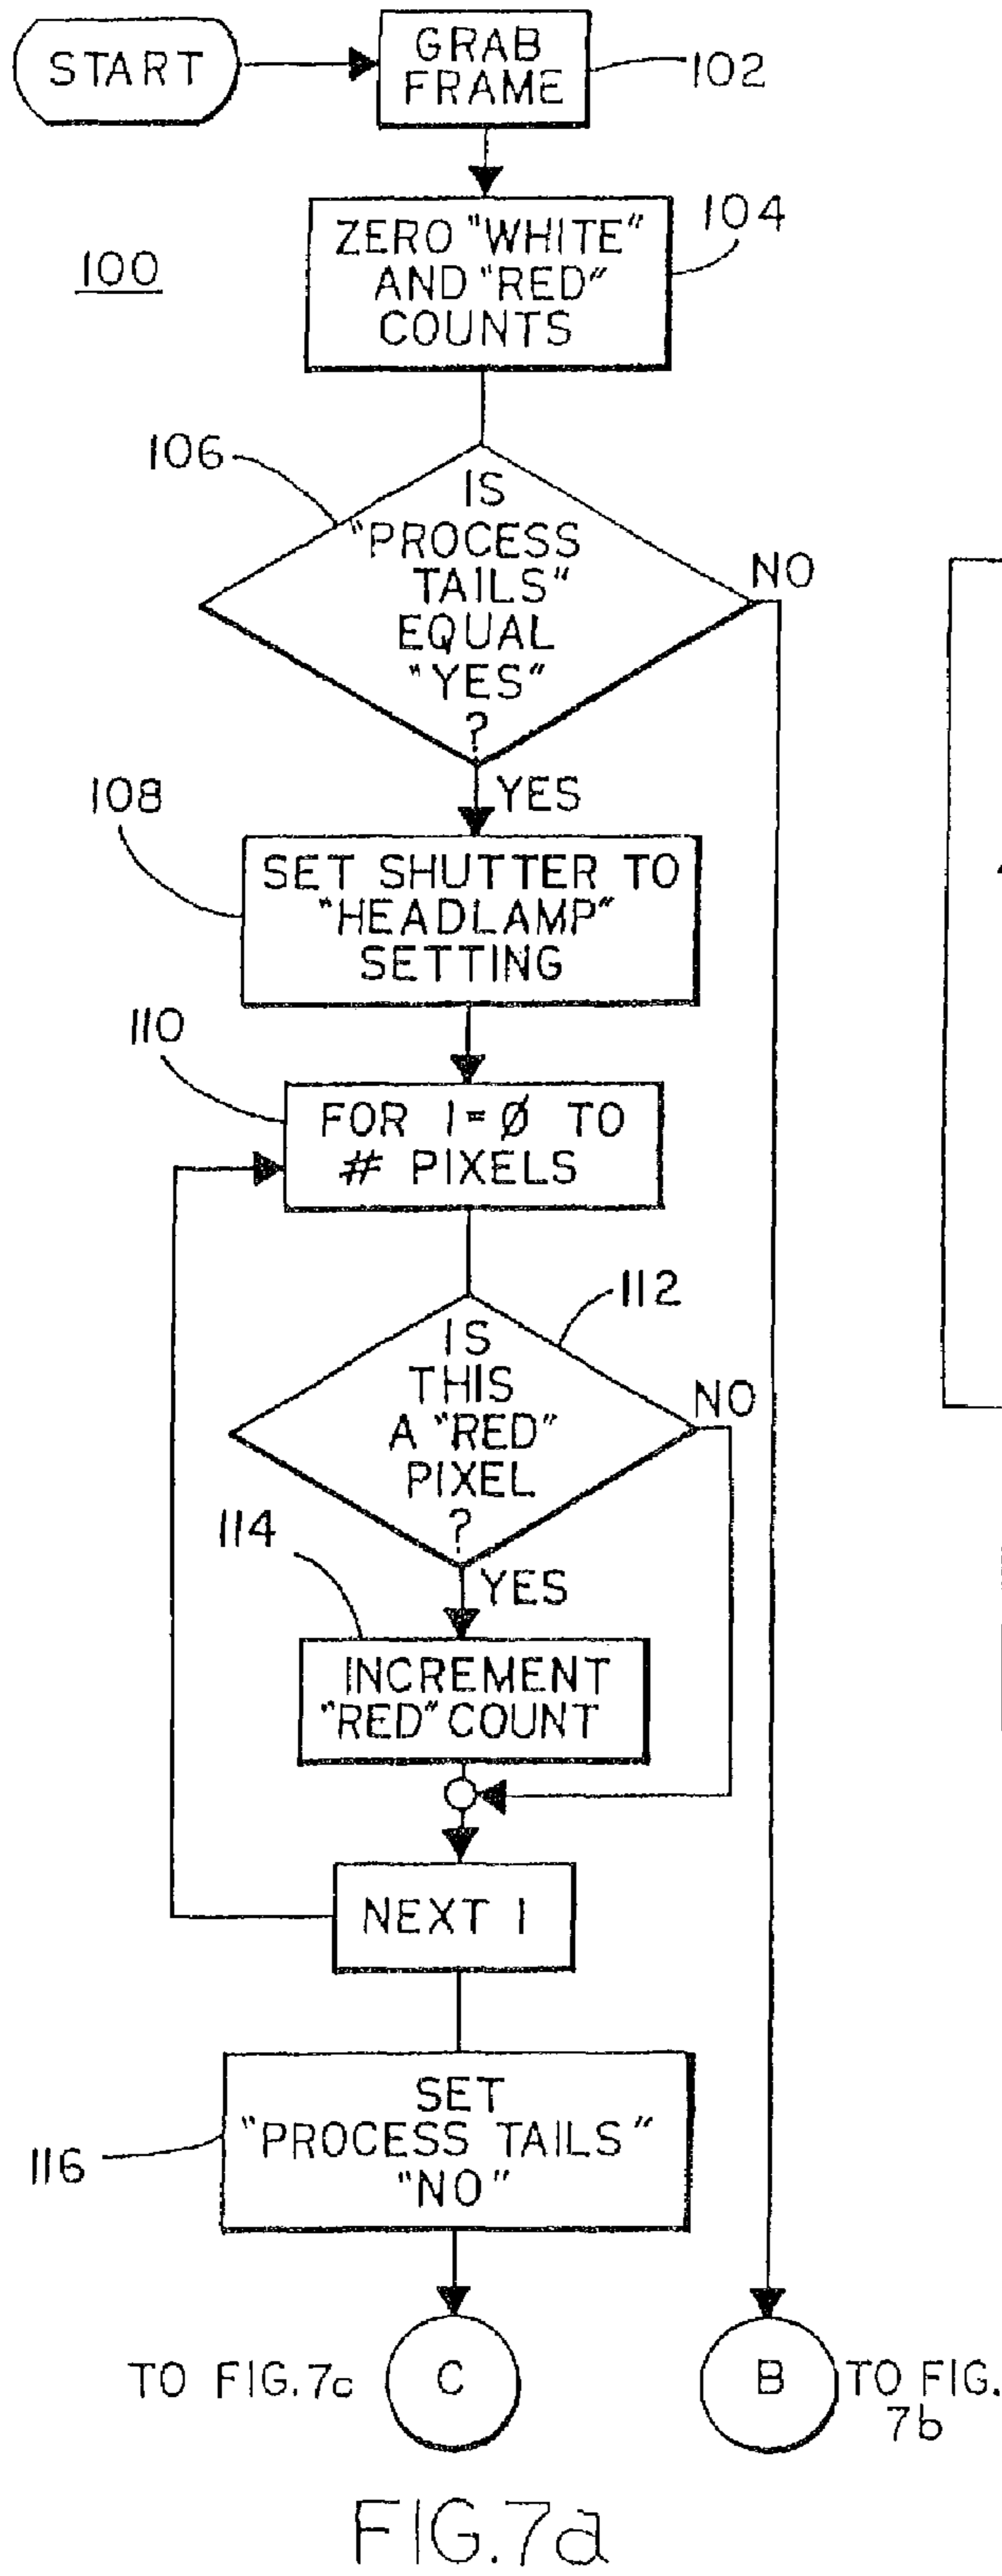 START
GRAB
FRAME
102
ZERO "WHITE"
AND "RED"
COUNTS
104
100
106
IS
"PROCESS
TAILS"
EQUAL
"YES"
?
NO
YES
108
SET SHUTTER TO
"HEADLAMP"
SETTING
110
FOR I=Ø TO
# PIXELS
112
IS
THIS
A "RED"
PIXEL
?
NO
YES
114
INCREMENT
"RED" COUNT
NEXT I
SET
"PROCESS TAILS"
"NO"
116
TO FIG.7c
C
B
TO FIG.
7b
FIG.7a